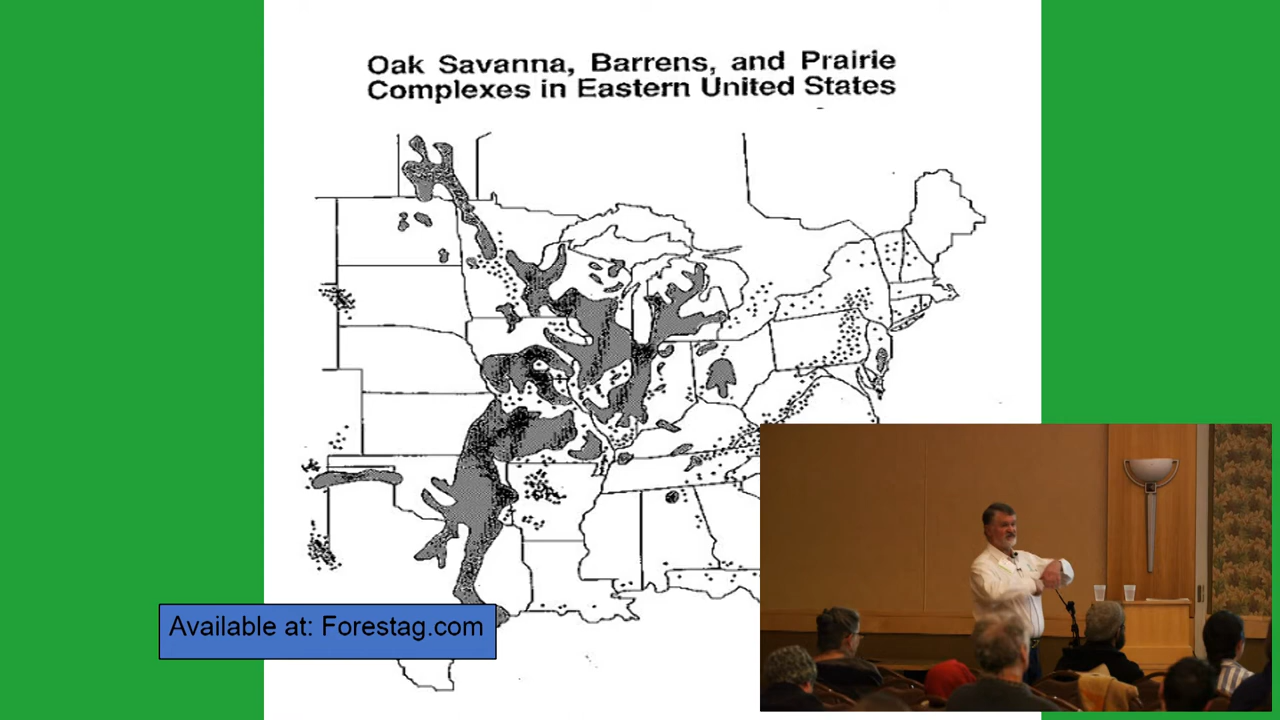 Oak Savanna, Barrens, and Prairie
Complexes in Eastern United States
Available at: Forestag.com